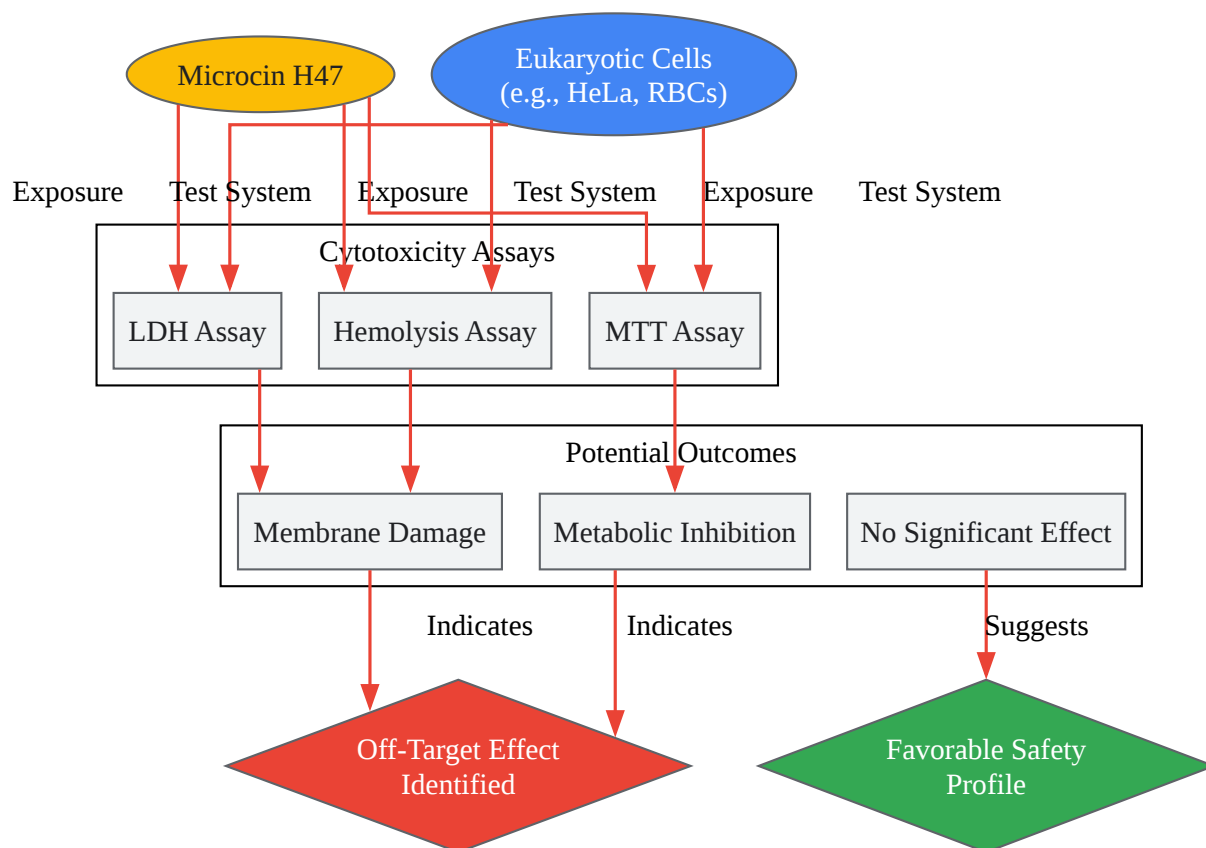 Microcin H47
Eukaryotic Cells
(e.g., HeLa, RBCs)
Exposure
Test System
Exposure
Test System
Exposure
Test System
Cytotoxicity Assays
LDH Assay
Hemolysis Assay
MTT Assay
Potential Outcomes
Membrane Damage
Metabolic Inhibition
No Significant Effect
Indicates
Indicates
Suggests
Off-Target Effect
Identified
Favorable Safety
Profile